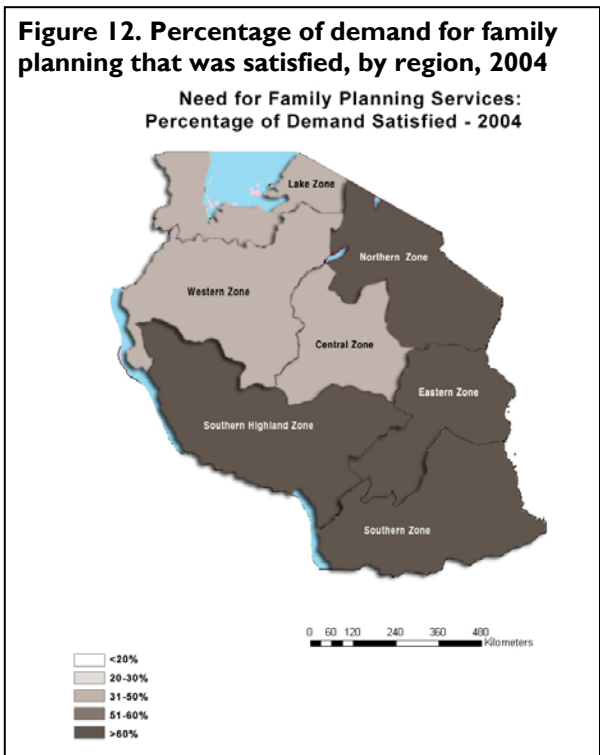 Figure 12. Percentage of demand for family
planning that was satisfied, by region, 2004
Need for Family Planning Services:
Percentage of Demand Satisfied - 2004
Lake Zone
Northern Zone
Western Zone
Central Zone
Eastern Zone
Southern Highland Zone
Southern Zone
0 60 120 240 360 480
Kilometers
<20%
20-30%
31-50%
51-60%
>60%